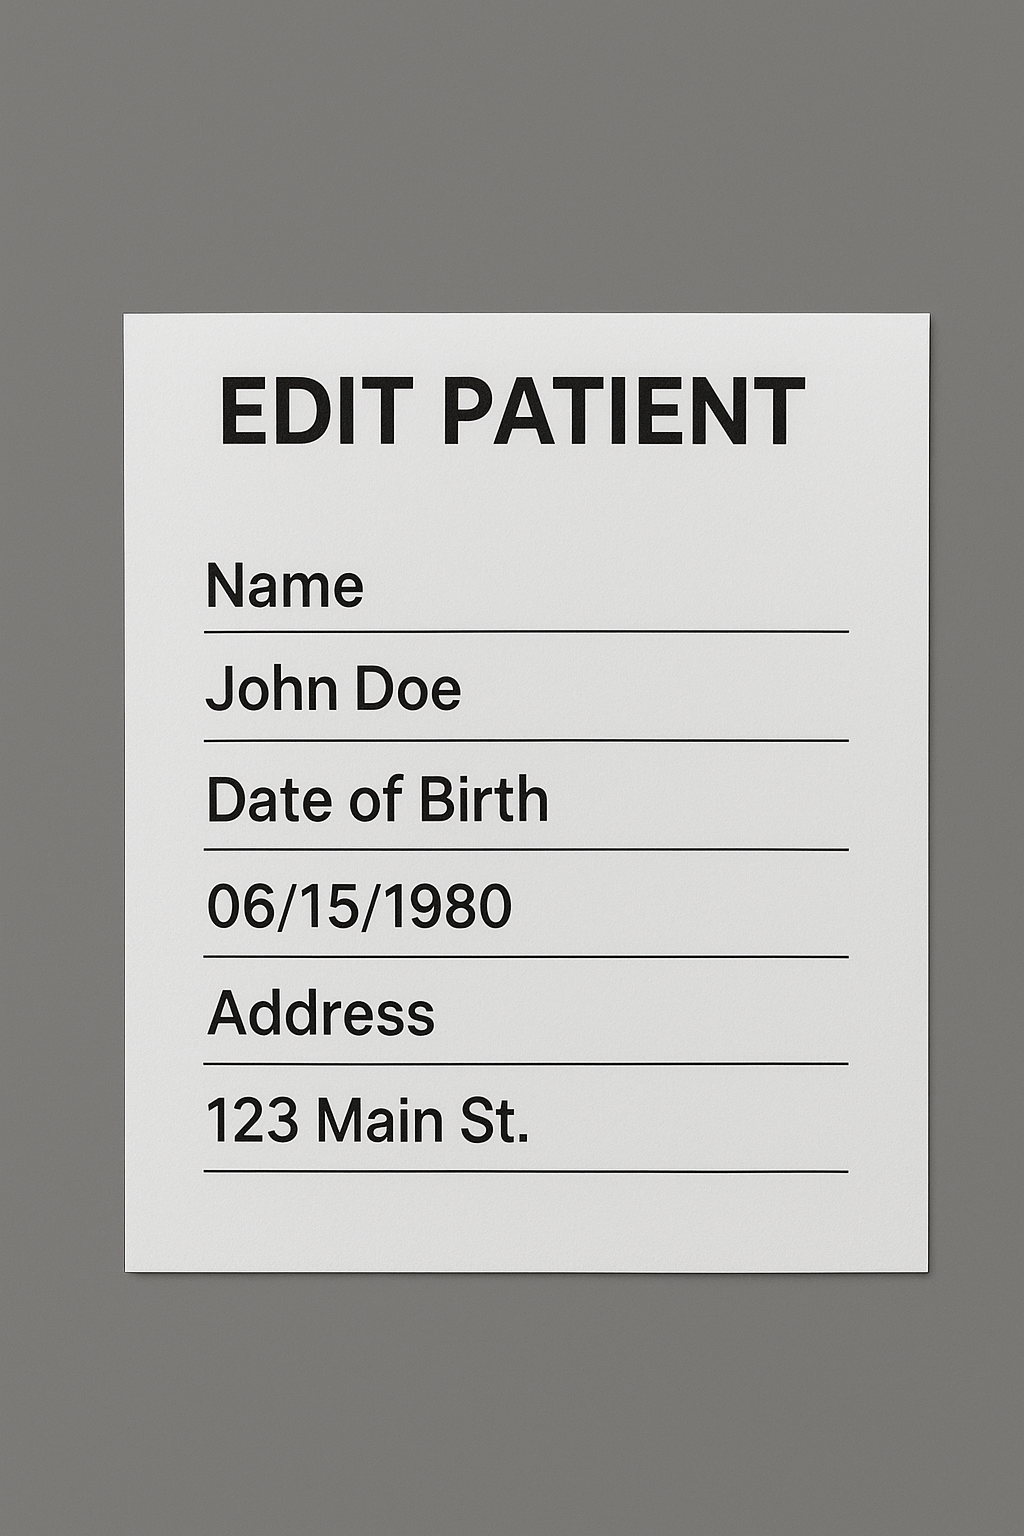 EDIT PATIENT
Name
John Doe
Date of Birth
06/15/1980
Address
123 Main St.